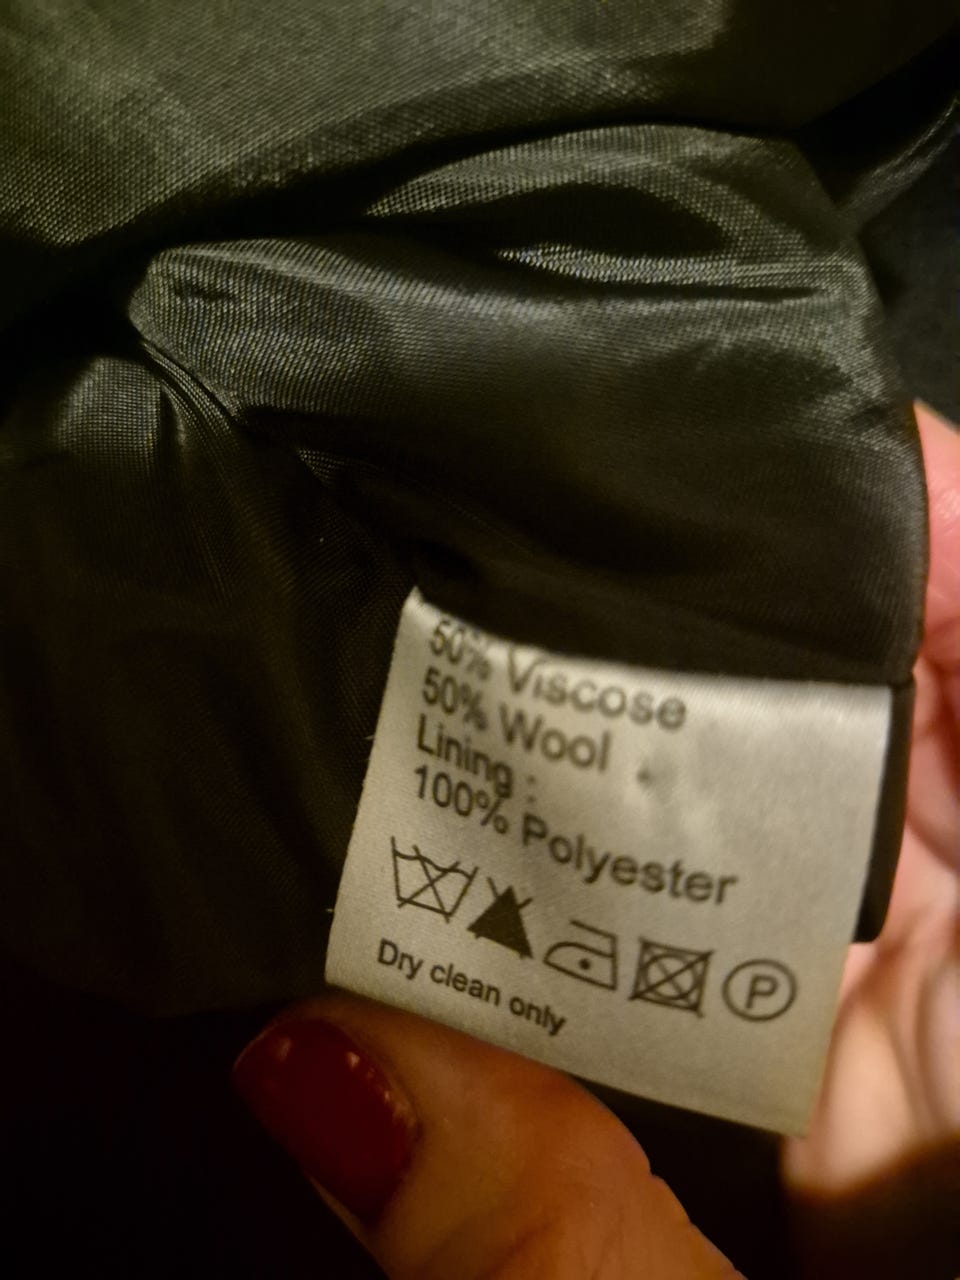 50% Viscose
50% Wool
Lining :
100% Polyester
P
Dry clean only